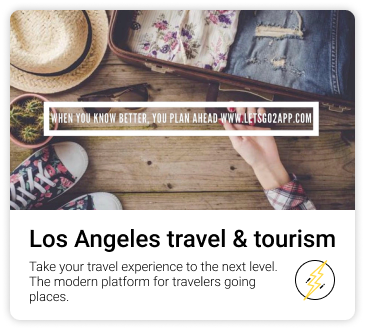 WHEN YOU KNOW BETTER, YOU PLAN AHEAD WWW.LETSGO2APP.COM
Los Angeles travel & tourism
Take your travel experience to the next level.
The modern platform for travelers going
places.